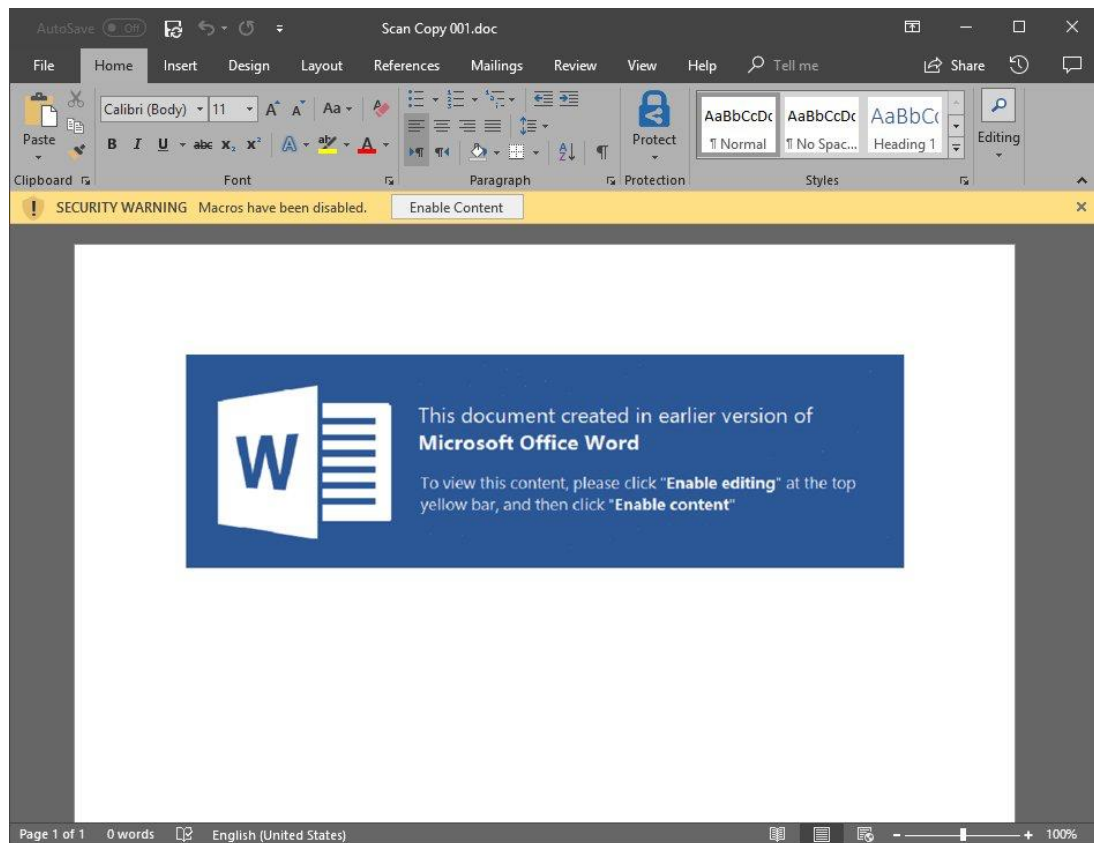 AutoSave Off Scan Copy 001.doc
File Home Insert Design Layout References Mailings Review View Help Tell me Share
Calibri (Body) 11 A A Aa AaBbCcDc AaBbCcDc AaBbC
Paste B I U abc x₂ x² A ab A Protect ¶ Normal ¶ No Spac... Heading 1 Editing
Clipboard Font Paragraph Protection Styles
SECURITY WARNING Macros have been disabled. Enable Content
W
This document created in earlier version of
Microsoft Office Word
To view this content, please click "Enable editing" at the top
yellow bar, and then click "Enable content"
Page 1 of 1 0 words English (United States) 100%